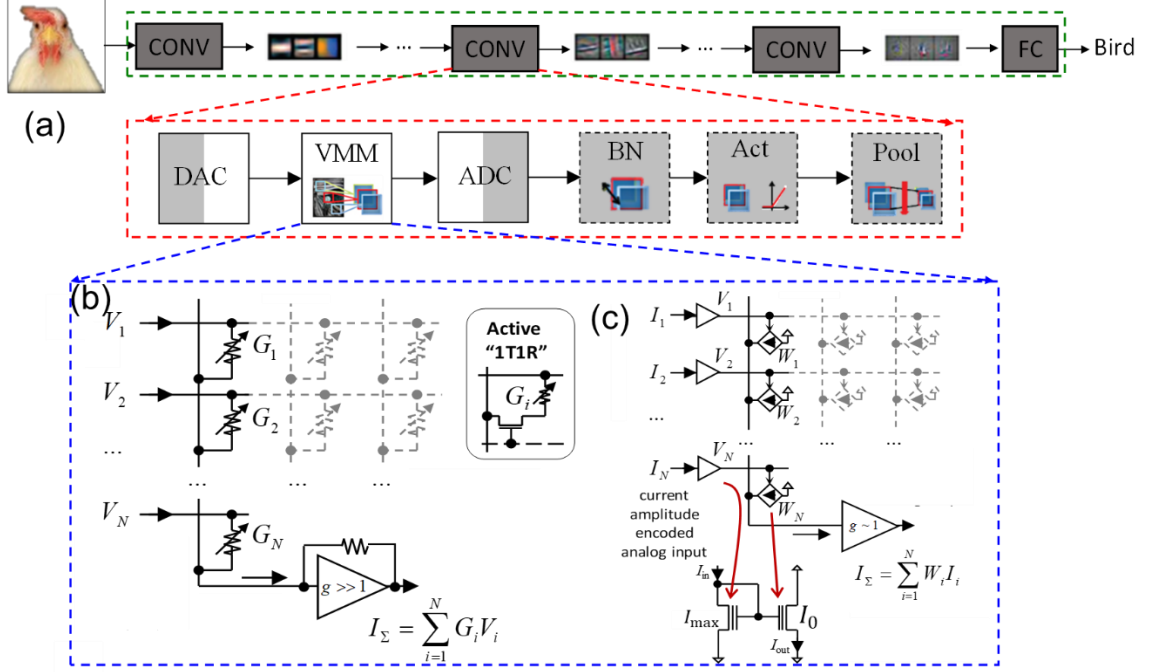 (a)
CONV
...
CONV
...
CONV
FC
Bird
DAC
VMM
ADC
BN
Act
Pool
(b)
V1
G1
V2
G2
...
...
...
...
VN
GN
g >> 1
IΣ = ∑_{i=1}^{N} GiVi
Active
"1T1R"
Gi
(c)
I1
V1
W1
I2
V2
W2
...
...
...
...
IN
VN
WN
current
amplitude
encoded
analog input
g ~ 1
IΣ = ∑_{i=1}^{N} WiIi
Iin
Imax
I0
Iout